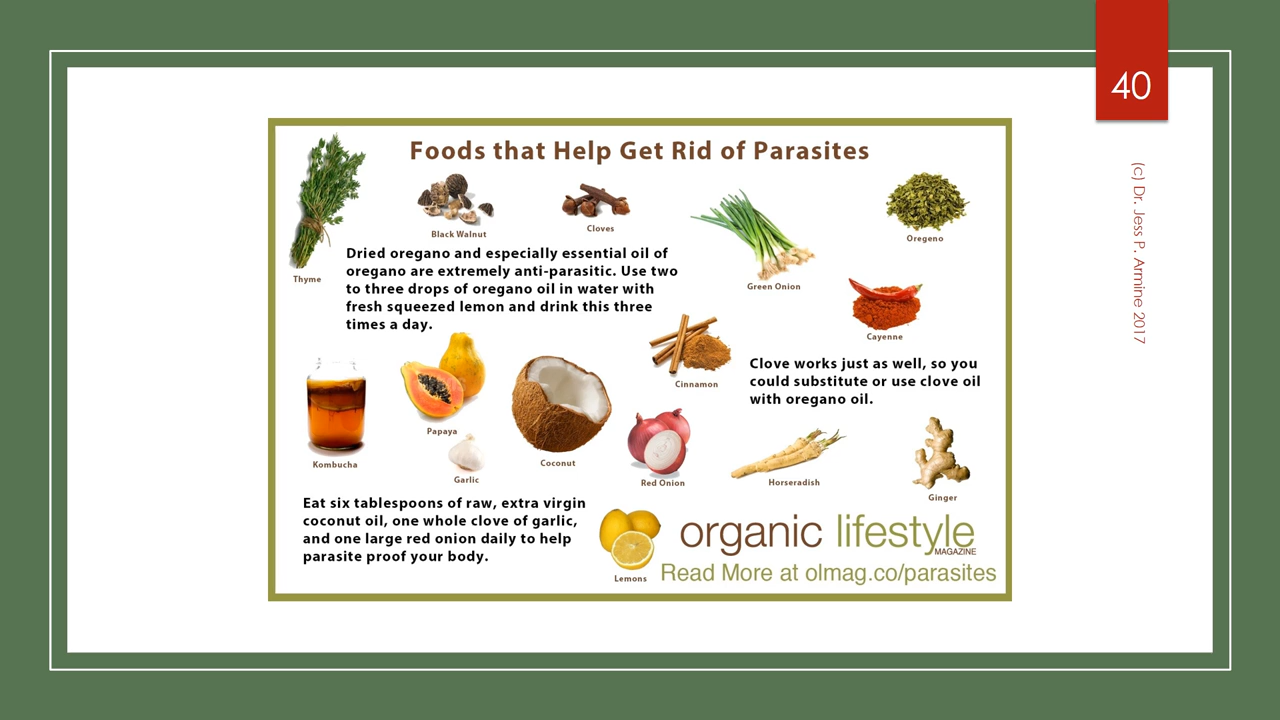 40
(c) Dr. Jess P. Armine 2017
Foods that Help Get Rid of Parasites
Thyme
Black Walnut
Cloves
Green Onion
Oregeno
Dried oregano and especially essential oil of
oregano are extremely anti-parasitic. Use two
to three drops of oregano oil in water with
fresh squeezed lemon and drink this three
times a day.
Cayenne
Cinnamon
Clove works just as well, so you
could substitute or use clove oil
with oregano oil.
Kombucha
Papaya
Garlic
Coconut
Red Onion
Horseradish
Ginger
Eat six tablespoons of raw, extra virgin
coconut oil, one whole clove of garlic,
and one large red onion daily to help
parasite proof your body.
Lemons
organic lifestyle
MAGAZINE
Read More at olmag.co/parasites